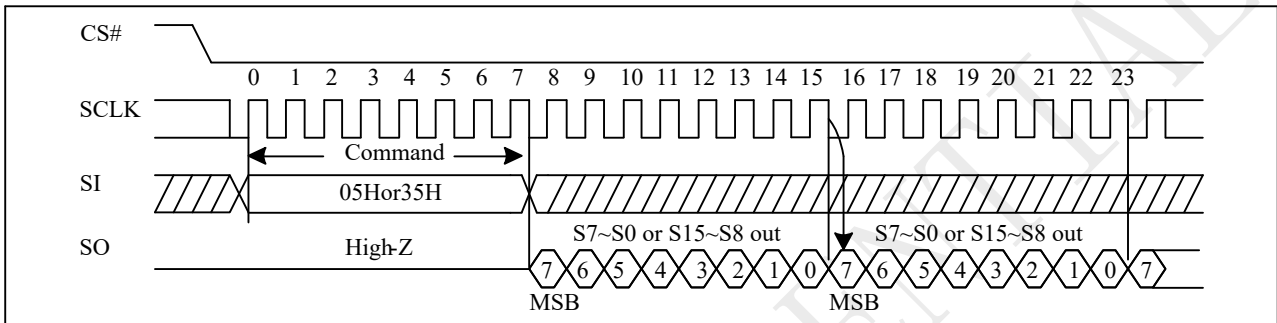 CS#
0 1 2 3 4 5 6 7 8 9 10 11 12 13 14 15 16 17 18 19 20 21 22 23
SCLK
Command
SI
05Hor35H
S7~S0 or S15~S8 out S7~S0 or S15~S8 out
SO
High-Z
7 6 5 4 3 2 1 0 7 6 5 4 3 2 1 0 7
MSB MSB